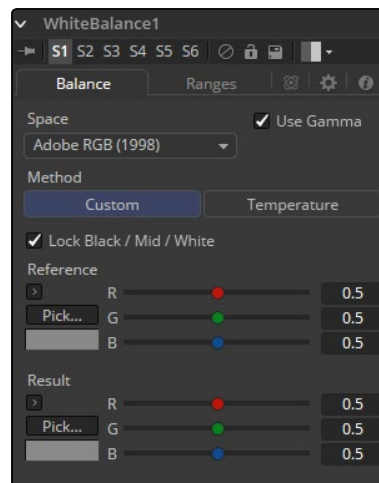 WhiteBalance1
S1 S2 S3 S4 S5 S6
Balance Ranges
Space
Use Gamma
Adobe RGB (1998)
Method
Custom Temperature
Lock Black / Mid / White
Reference
R 0.5
Pick... G 0.5
B 0.5
Result
R 0.5
Pick... G 0.5
B 0.5